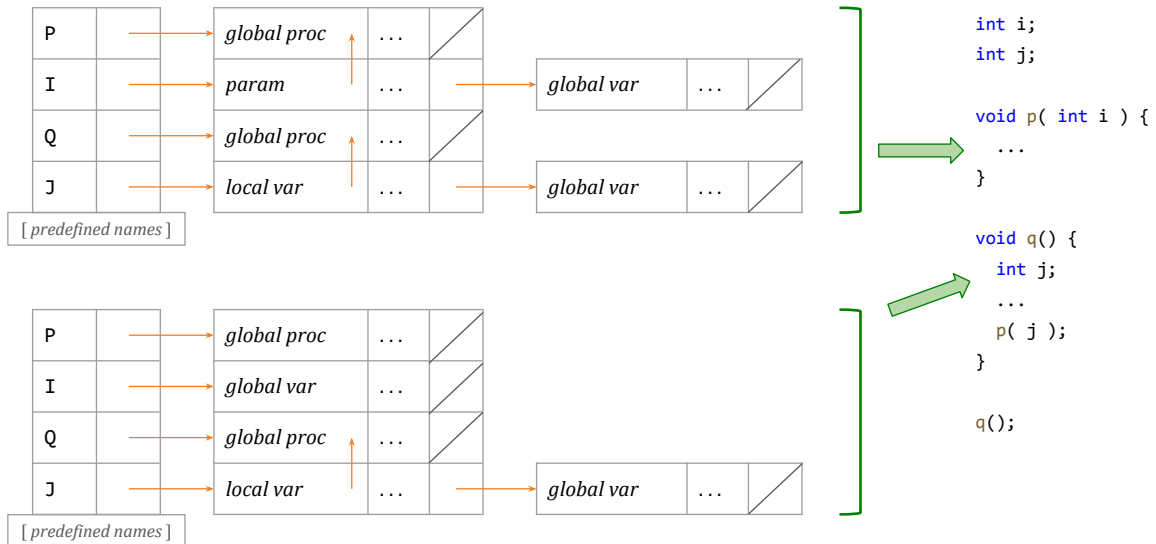 P global proc ...
I param ... global var ...
Q global proc ...
J local var ... global var ...
[ predefined names ]
P global proc ...
I global var ...
Q global proc ...
J local var ... global var ...
[ predefined names ]
int i;
int j;
void p( int i ) {
...
}
void q() {
int j;
...
p( j );
}
q();